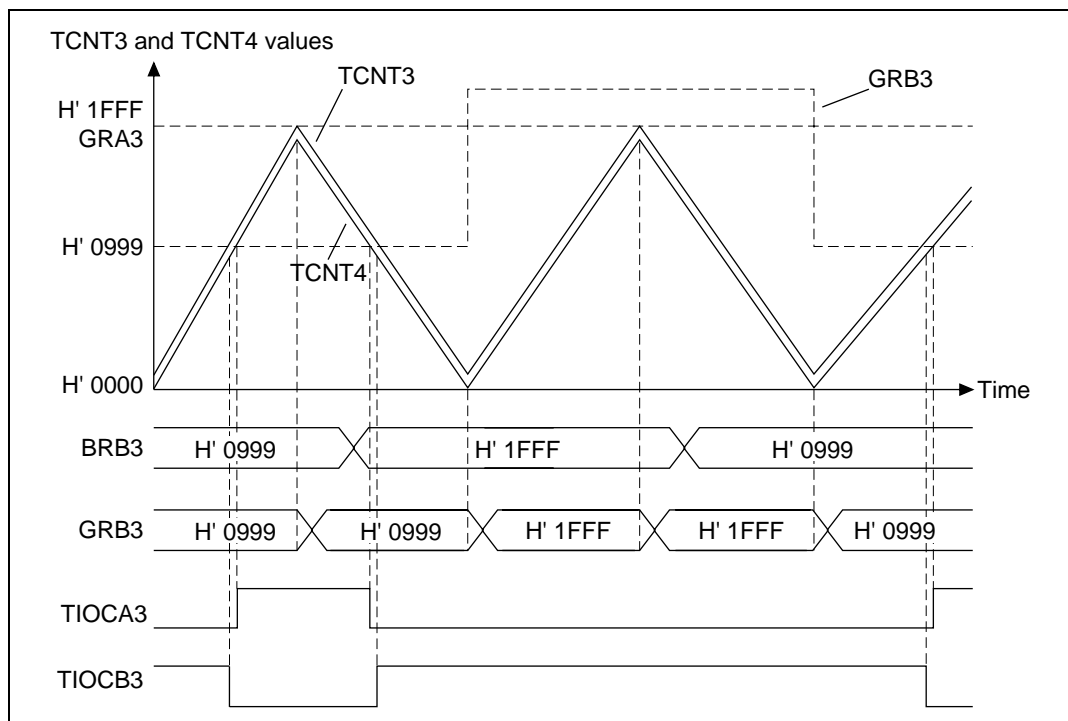 TCNT3 and TCNT4 values
TCNT3
GRB3
H' 1FFF
GRA3
H' 0999
TCNT4
H' 0000
Time
BRB3
H' 0999
H' 1FFF
H' 0999
GRB3
H' 0999
H' 0999
H' 1FFF
H' 1FFF
H' 0999
TIOCA3
TIOCB3